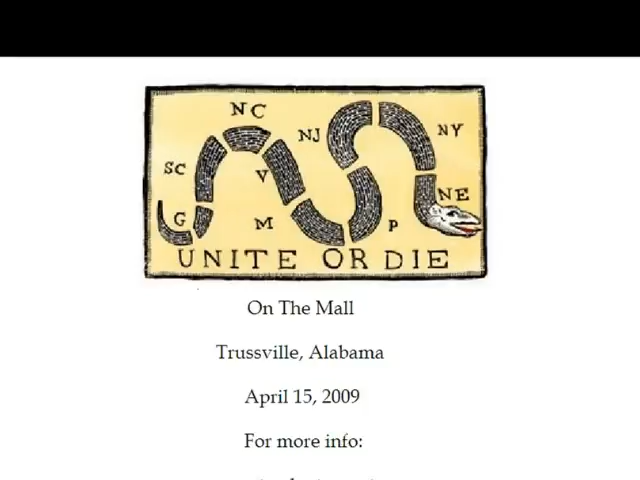 NC
NJ
NY
SC
V
NE
G
M
P
UNITE OR DIE
On The Mall
Trussville, Alabama
April 15, 2009
For more info: